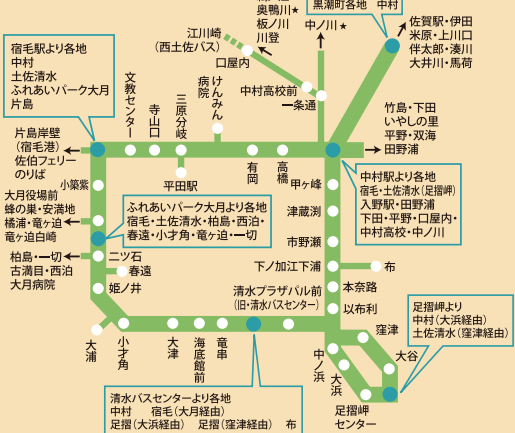 黒潮町各地 中村
奥鴨川★
板ノ川
川登
江川崎
(西土佐バス)
口屋内
中ノ川★
佐賀駅・伊田
米原・上川口
伴太郎・湊川
大井川・馬荷
宿毛駅より各地
中村
土佐清水
ふれあいパーク大月
片島
文教センター
寺山口
三原分岐
けんみん
病院
中村高校前
一条通
竹島・下田
いやしの里
平野・双海
田野浦
片島岸壁
(宿毛港)
佐伯フェリー
のりば
平田駅
有岡
高橋
小筑紫
甲ヶ峰
中村駅より各地
宿毛・土佐清水(足摺岬)
入野駅・田野浦
下田・平野・口屋内・
中村高校・中ノ川
大月役場前
蜂の巣・安満地
橘浦・竜ヶ迫
竜ヶ迫白崎
ふれあいパーク大月より各地
宿毛・土佐清水・柏島・西泊・
春遠・小才角・竜ヶ迫・一切
津蔵渕
市野瀬
柏島・一切
古満目・西泊
大月病院
二ツ石
春遠
姫ノ井
下ノ加江下浦
布
清水プラザパル前
(旧・清水バスセンター)
本奈路
以布利
足摺岬より
中村(大浜経由)
土佐清水(窪津経由)
大浦
小才角
大津
海底館前
竜串
窪津
大谷
中ノ浜
大浜
足摺岬
センター
清水バスセンターより各地
中村 宿毛(大月経由)
足摺(大浜経由) 足摺(窪津経由) 布